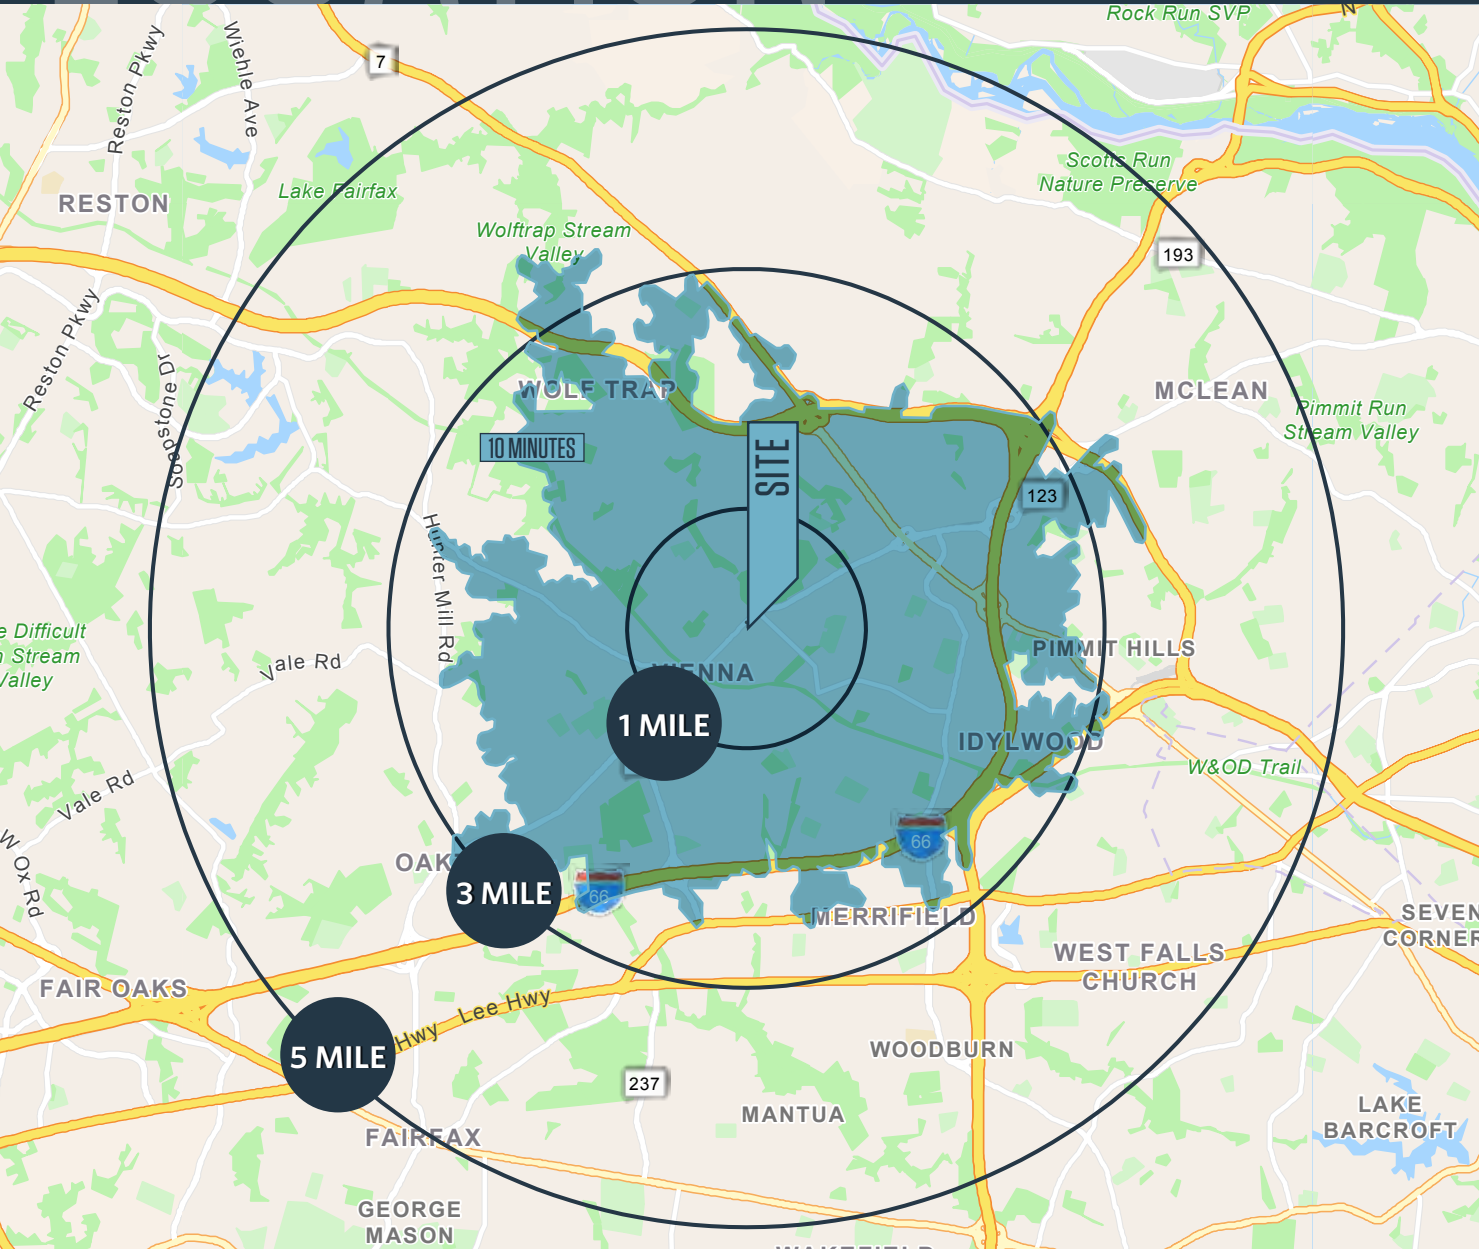 Rock Run SVP
N
7
Reston Pkwy
Wiehle Ave
Scotts Run
Nature Preserve
Lake Fairfax
RESTON
Wolftrap Stream
Valley
193
Reston Pkwy
Soapstone Dr
WOLF TRAP
MCLEAN
Pimmit Run
Stream Valley
10 MINUTES
SITE
123
Hunter Mill Rd
e Difficult
n Stream
Valley
Vale Rd
PIMMIT HILLS
VIENNA
1 MILE
IDYLWOOD
W&OD Trail
Vale Rd
W Ox Rd
66
OAK
3 MILE
66
MERRIFIELD
SEVEN
CORNER
WEST FALLS
CHURCH
FAIR OAKS
Hwy
Lee Hwy
5 MILE
WOODBURN
237
MANTUA
LAKE
BARCROFT
FAIRFAX
GEORGE
MASON
WAKEFIELD